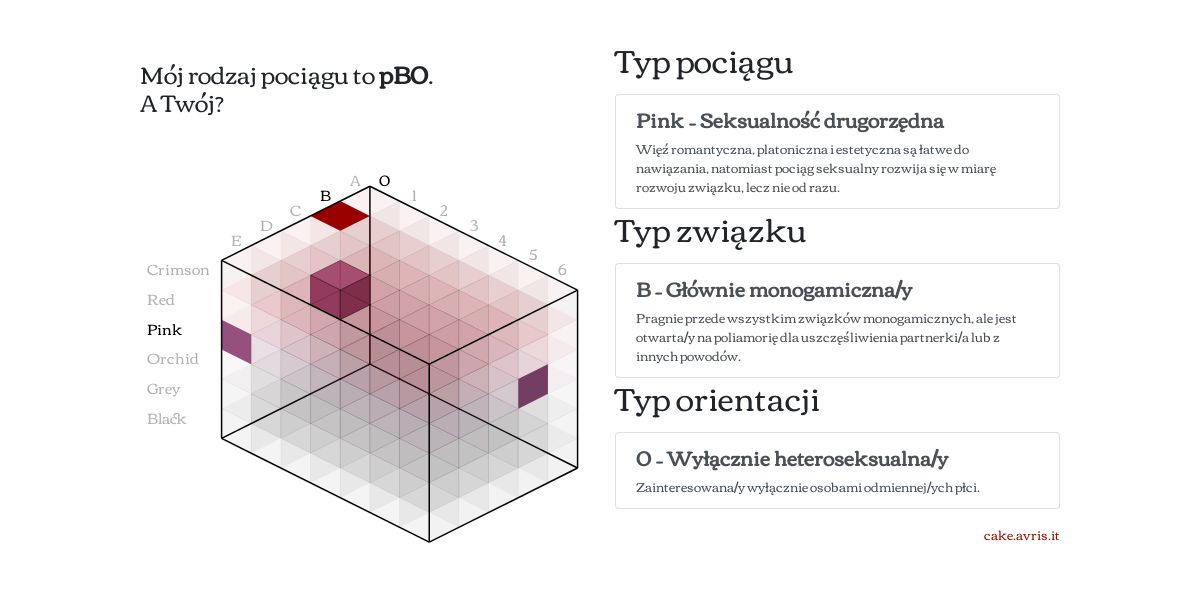 Mój rodzaj pociągu to pBO.
A Twój?
A O
B 1
C 2
D 3
E 4
5
6
Crimson
Red
Pink
Orchid
Grey
Black
Typ pociągu
Pink – Seksualność drugorzędna
Więź romantyczna, platoniczna i estetyczna są łatwe do
nawiązania, natomiast pociąg seksualny rozwija się w miarę
rozwoju związku, lecz nie od razu.
Typ związku
B – Głównie monogamiczna/y
Pragnie przede wszystkim związków monogamicznych, ale jest
otwarta/y na poliamorię dla uszczęśliwienia partnerki/a lub z
innych powodów.
Typ orientacji
O – Wyłącznie heteroseksualna/y
Zainteresowana/y wyłącznie osobami odmiennej/ych płci.
cake.avris.it